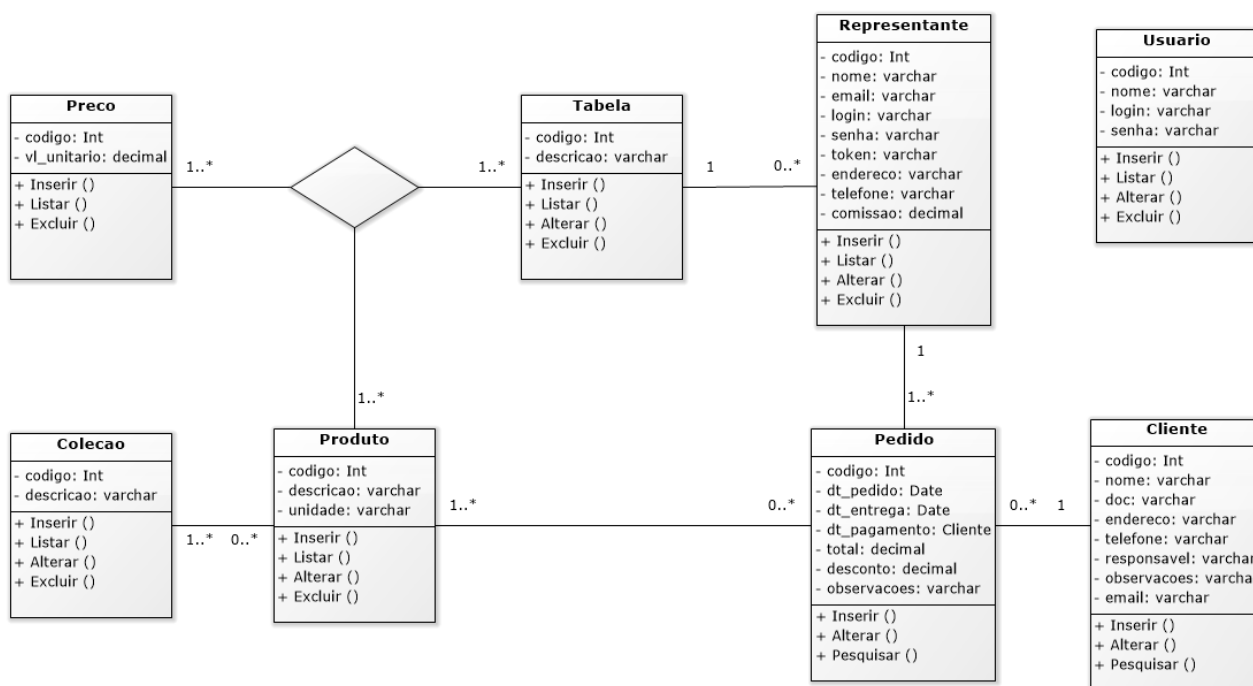 Preco
- codigo: Int
- vl_unitario: decimal
+ Inserir ()
+ Listar ()
+ Excluir ()
1..*
1..*
1..*
Tabela
- codigo: Int
- descricao: varchar
+ Inserir ()
+ Listar ()
+ Alterar ()
+ Excluir ()
1
0..*
Representante
- codigo: Int
- nome: varchar
- email: varchar
- login: varchar
- senha: varchar
- token: varchar
- endereco: varchar
- telefone: varchar
- comissao: decimal
+ Inserir ()
+ Listar ()
+ Alterar ()
+ Excluir ()
1
1..*
Usuario
- codigo: Int
- nome: varchar
- login: varchar
- senha: varchar
+ Inserir ()
+ Listar ()
+ Alterar ()
+ Excluir ()
Colecao
- codigo: Int
- descricao: varchar
+ Inserir ()
+ Listar ()
+ Alterar ()
+ Excluir ()
1..*
0..*
Produto
- codigo: Int
- descricao: varchar
- unidade: varchar
+ Inserir ()
+ Listar ()
+ Alterar ()
+ Excluir ()
1..*
0..*
Pedido
- codigo: Int
- dt_pedido: Date
- dt_entrega: Date
- dt_pagamento: Cliente
- total: decimal
- desconto: decimal
- observacoes: varchar
+ Inserir ()
+ Alterar ()
+ Pesquisar ()
0..*
1
Cliente
- codigo: Int
- nome: varchar
- doc: varchar
- endereco: varchar
- telefone: varchar
- responsavel: varchar
- observacoes: varchar
- email: varchar
+ Inserir ()
+ Alterar ()
+ Pesquisar ()